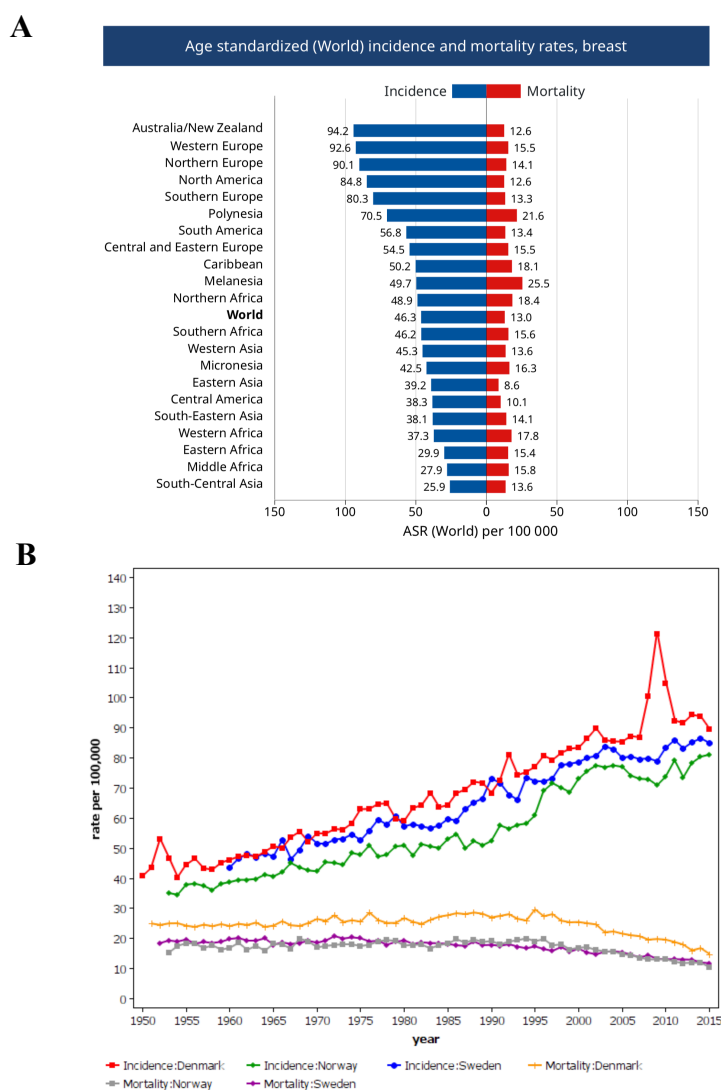 A
Age standardized (World) incidence and mortality rates, breast
Incidence Mortality
Australia/New Zealand 94.2 12.6
Western Europe 92.6 15.5
Northern Europe 90.1 14.1
North America 84.8 12.6
Southern Europe 80.3 13.3
Polynesia 70.5 21.6
South America 56.8 13.4
Central and Eastern Europe 54.5 15.5
Caribbean 50.2 18.1
Melanesia 49.7 25.5
Northern Africa 48.9 18.4
World 46.3 13.0
Southern Africa 46.2 15.6
Western Asia 45.3 13.6
Micronesia 42.5 16.3
Eastern Asia 39.2 8.6
Central America 38.3 10.1
South-Eastern Asia 38.1 14.1
Western Africa 37.3 17.8
Eastern Africa 29.9 15.4
Middle Africa 27.9 15.8
South-Central Asia 25.9 13.6
150 100 50 0 50 100 150
ASR (World) per 100 000
B
rate per 100,000
140
130
120
110
100
90
80
70
60
50
40
30
20
10
0
1950 1955 1960 1965 1970 1975 1980 1985 1990 1995 2000 2005 2010 2015
year
Incidence:Denmark Incidence:Norway Incidence:Sweden Mortality:Denmark
Mortality:Norway Mortality:Sweden